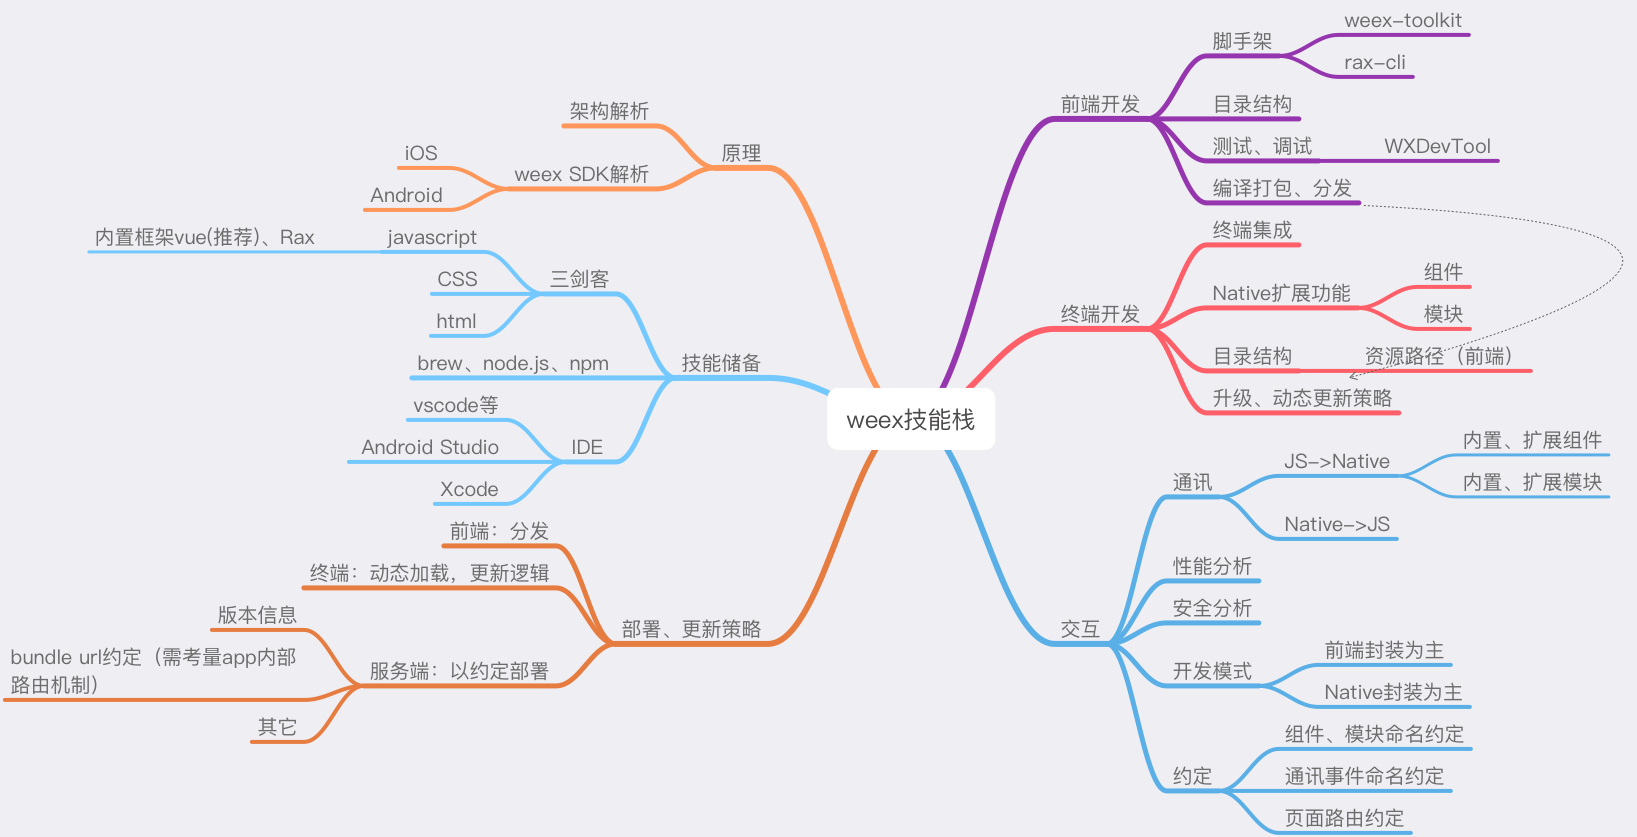 weex技能栈
前端开发
脚手架
weex-toolkit
rax-cli
目录结构
测试、调试
WXDevTool
编译打包、分发
终端开发
终端集成
Native扩展功能
组件
模块
目录结构
资源路径（前端）
升级、动态更新策略
交互
通讯
JS->Native
内置、扩展组件
内置、扩展模块
Native->JS
性能分析
安全分析
开发模式
前端封装为主
Native封装为主
约定
组件、模块命名约定
通讯事件命名约定
页面路由约定
原理
架构解析
weex SDK解析
iOS
Android
技能储备
三剑客
javascript
内置框架vue(推荐)、Rax
CSS
html
brew、node.js、npm
IDE
vscode等
Android Studio
Xcode
部署、更新策略
前端：分发
终端：动态加载，更新逻辑
服务端：以约定部署
版本信息
bundle url约定（需考量app内部
路由机制）
其它